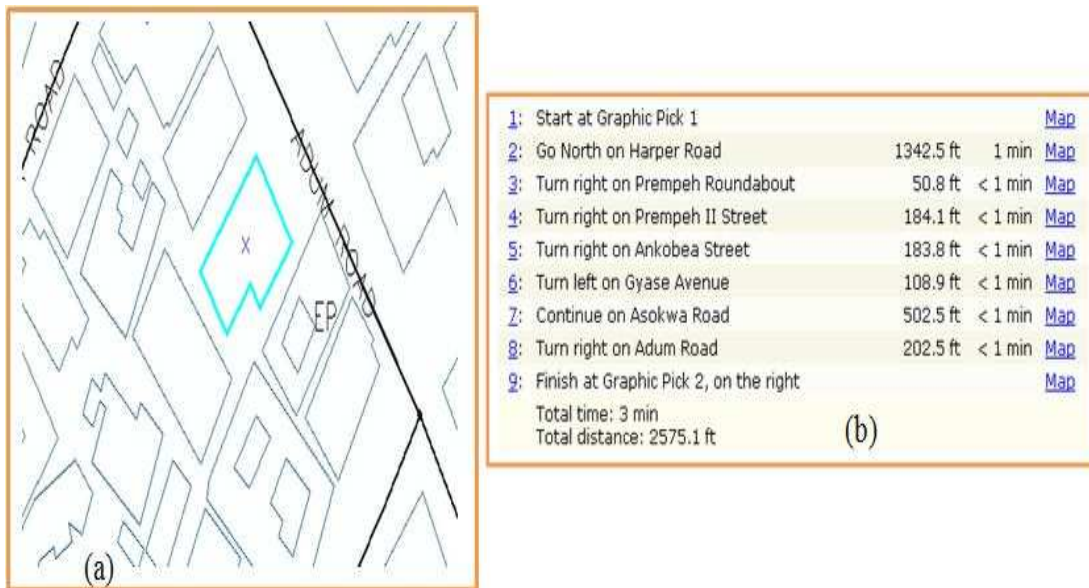 ROAD
ADUM ROAD
X
EP
(a)
1: Start at Graphic Pick 1 Map
2: Go North on Harper Road 1342.5 ft 1 min Map
3: Turn right on Prempeh Roundabout 50.8 ft < 1 min Map
4: Turn right on Prempeh II Street 184.1 ft < 1 min Map
5: Turn right on Ankobea Street 183.8 ft < 1 min Map
6: Turn left on Gyase Avenue 108.9 ft < 1 min Map
7: Continue on Asokwa Road 502.5 ft < 1 min Map
8: Turn right on Adum Road 202.5 ft < 1 min Map
9: Finish at Graphic Pick 2, on the right Map
Total time: 3 min
Total distance: 2575.1 ft
(b)